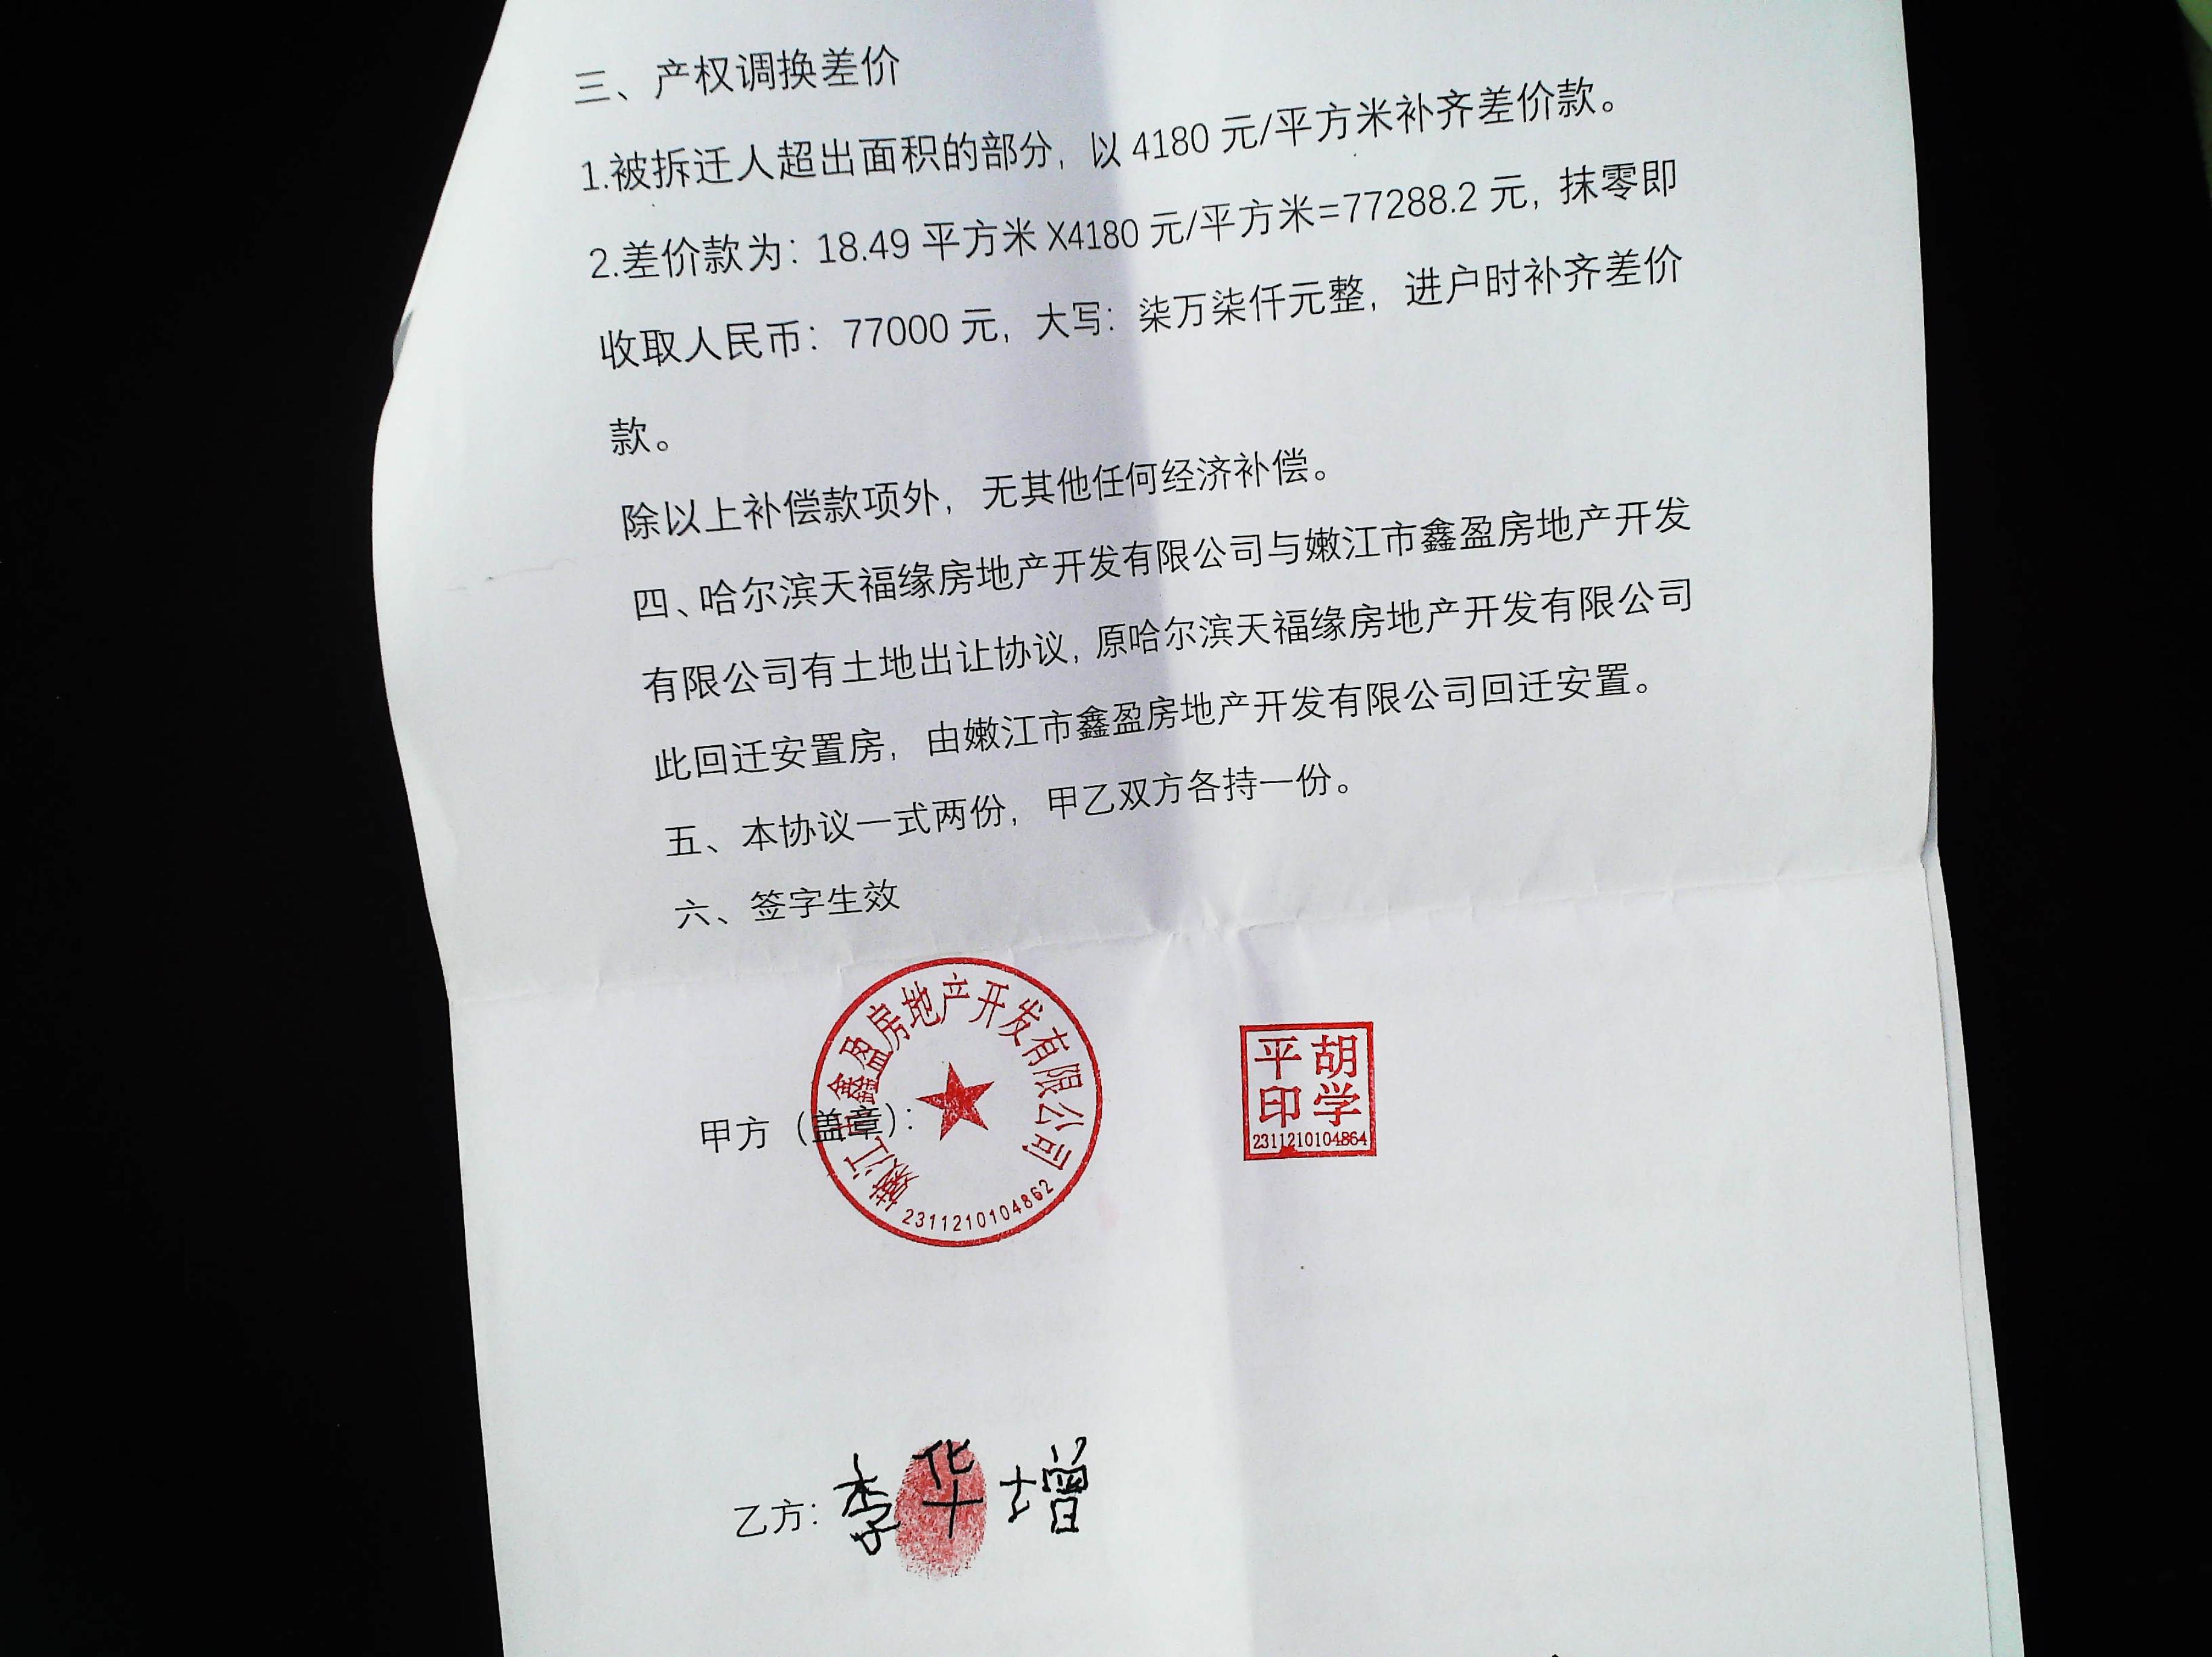 三、产权调换差价
1.被拆迁人超出面积的部分，以4180元/平方米补齐差价款。
2.差价款为：18.49平方米X4180元/平方米=77288.2元，抹零即
收取人民币：77000元，大写：柒万柒仟元整，进户时补齐差价
款。
除以上补偿款项外，无其他任何经济补偿。
四、哈尔滨天福缘房地产开发有限公司与嫩江市鑫盈房地产开发
有限公司有土地出让协议，原哈尔滨天福缘房地产开发有限公司
此回迁安置房，由嫩江市鑫盈房地产开发有限公司回迁安置。
五、本协议一式两份，甲乙双方各持一份。
六、签字生效
甲方（盖章）：
嫩江市鑫盈房地产开发有限公司
2311210104862
胡学
平印
2311210104864
乙方：李华增